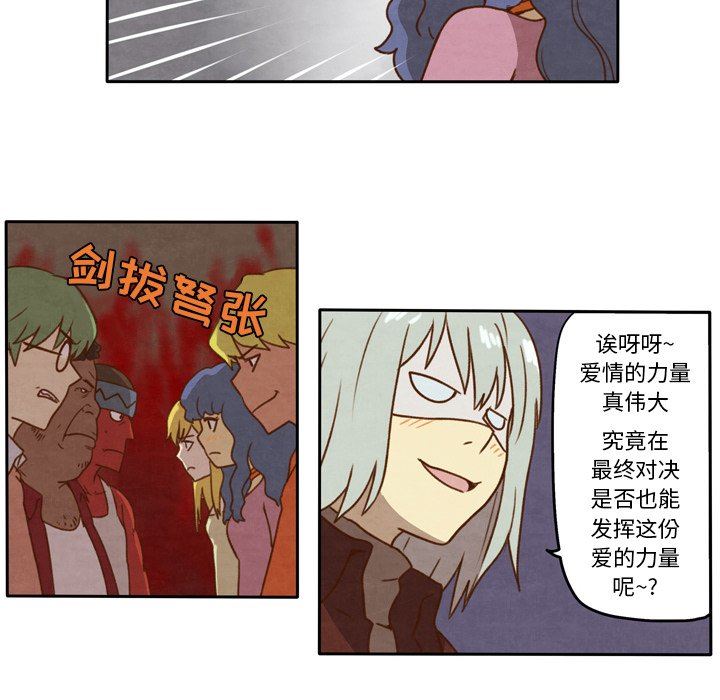 剑拔弩张
诶呀呀~
爱情的力量
真伟大
究竟在
最终对决
是否也能
发挥这份
爱的力量
呢~?